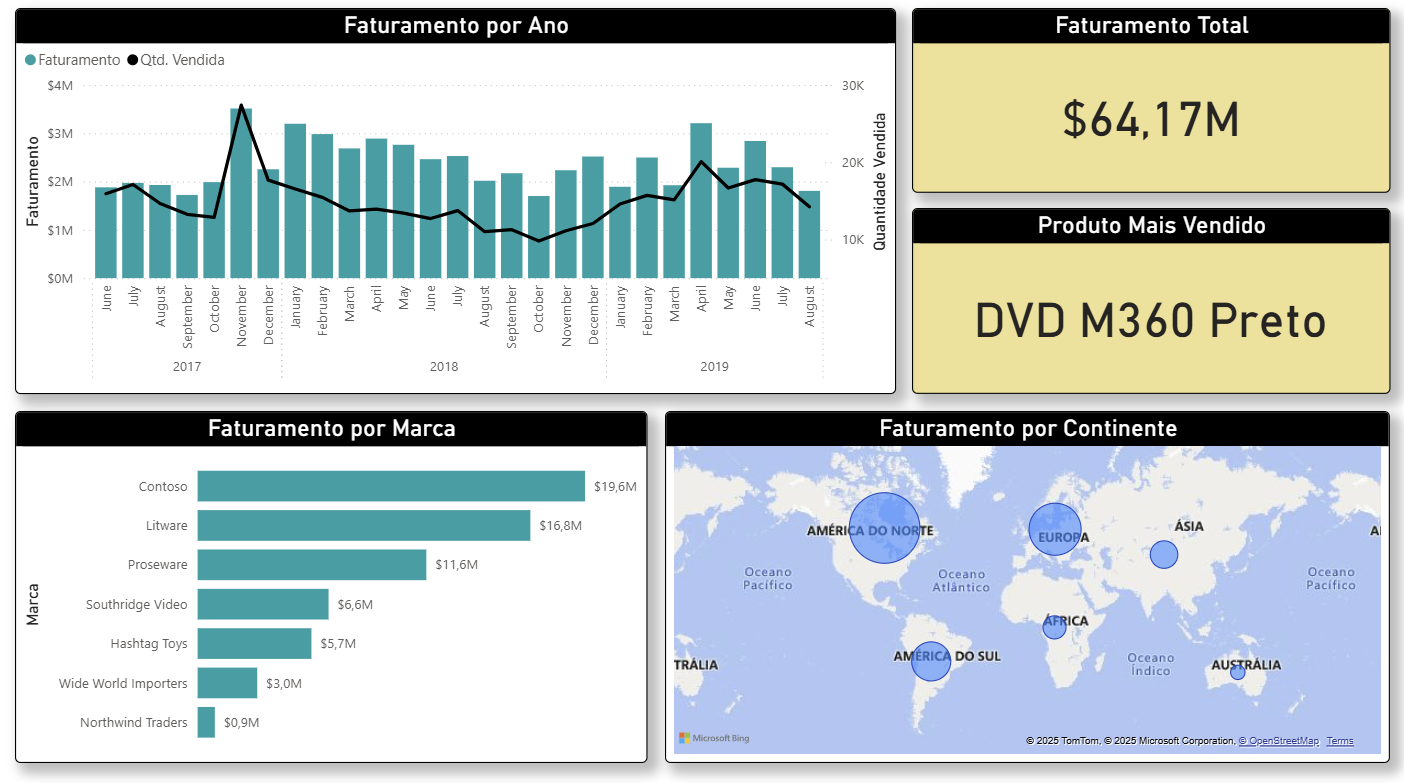 Faturamento por Ano
Faturamento Qtd. Vendida
$4M
$3M
$2M
$1M
$0M
Faturamento
30K
20K
10K
Quantidade Vendida
June
July
August
September
October
November
December
January
February
March
April
May
June
July
August
September
October
November
December
January
February
March
April
May
June
July
August
2017
2018
2019
Faturamento Total
$64,17M
Produto Mais Vendido
DVD M360 Preto
Faturamento por Marca
Marca
Contoso $19,6M
Litware $16,8M
Proseware $11,6M
Southridge Video $6,6M
Hashtag Toys $5,7M
Wide World Importers $3,0M
Northwind Traders $0,9M
Faturamento por Continente
AMÉRICA DO NORTE
EUROPA
ÁSIA
A
Oceano
Pacífico
Oceano
Atlântico
Oceano
Pacífico
ÁFRICA
AMÉRICA DO SUL
Oceano
Índico
TRÁLIA
AUSTRÁLIA
Microsoft Bing
© 2025 TomTom, © 2025 Microsoft Corporation, © OpenStreetMap Terms